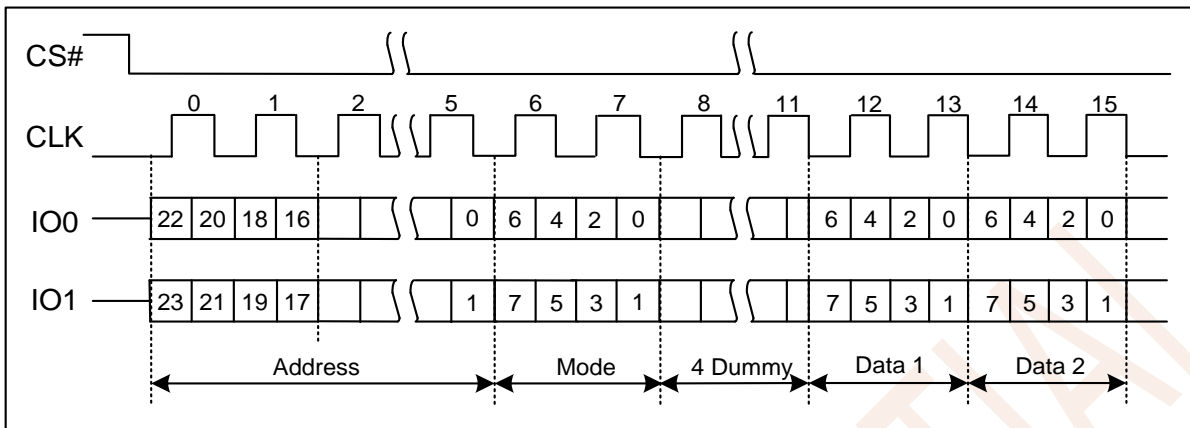 CS#
0 1 2 5 6 7 8 11 12 13 14 15
CLK
IO0 22 20 18 16 0 6 4 2 0 6 4 2 0 6 4 2 0
IO1 23 21 19 17 1 7 5 3 1 7 5 3 1 7 5 3 1
Address Mode 4 Dummy Data 1 Data 2